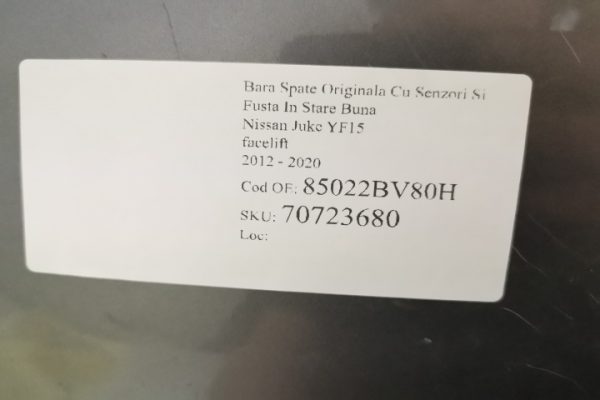 Bara Spate Originala Cu Senzori Si
Fusta In Stare Buna
Nissan Juke YF15
facelift
2012 - 2020
Cod OE: 85022BV80H
SKU: 70723680
Loc: